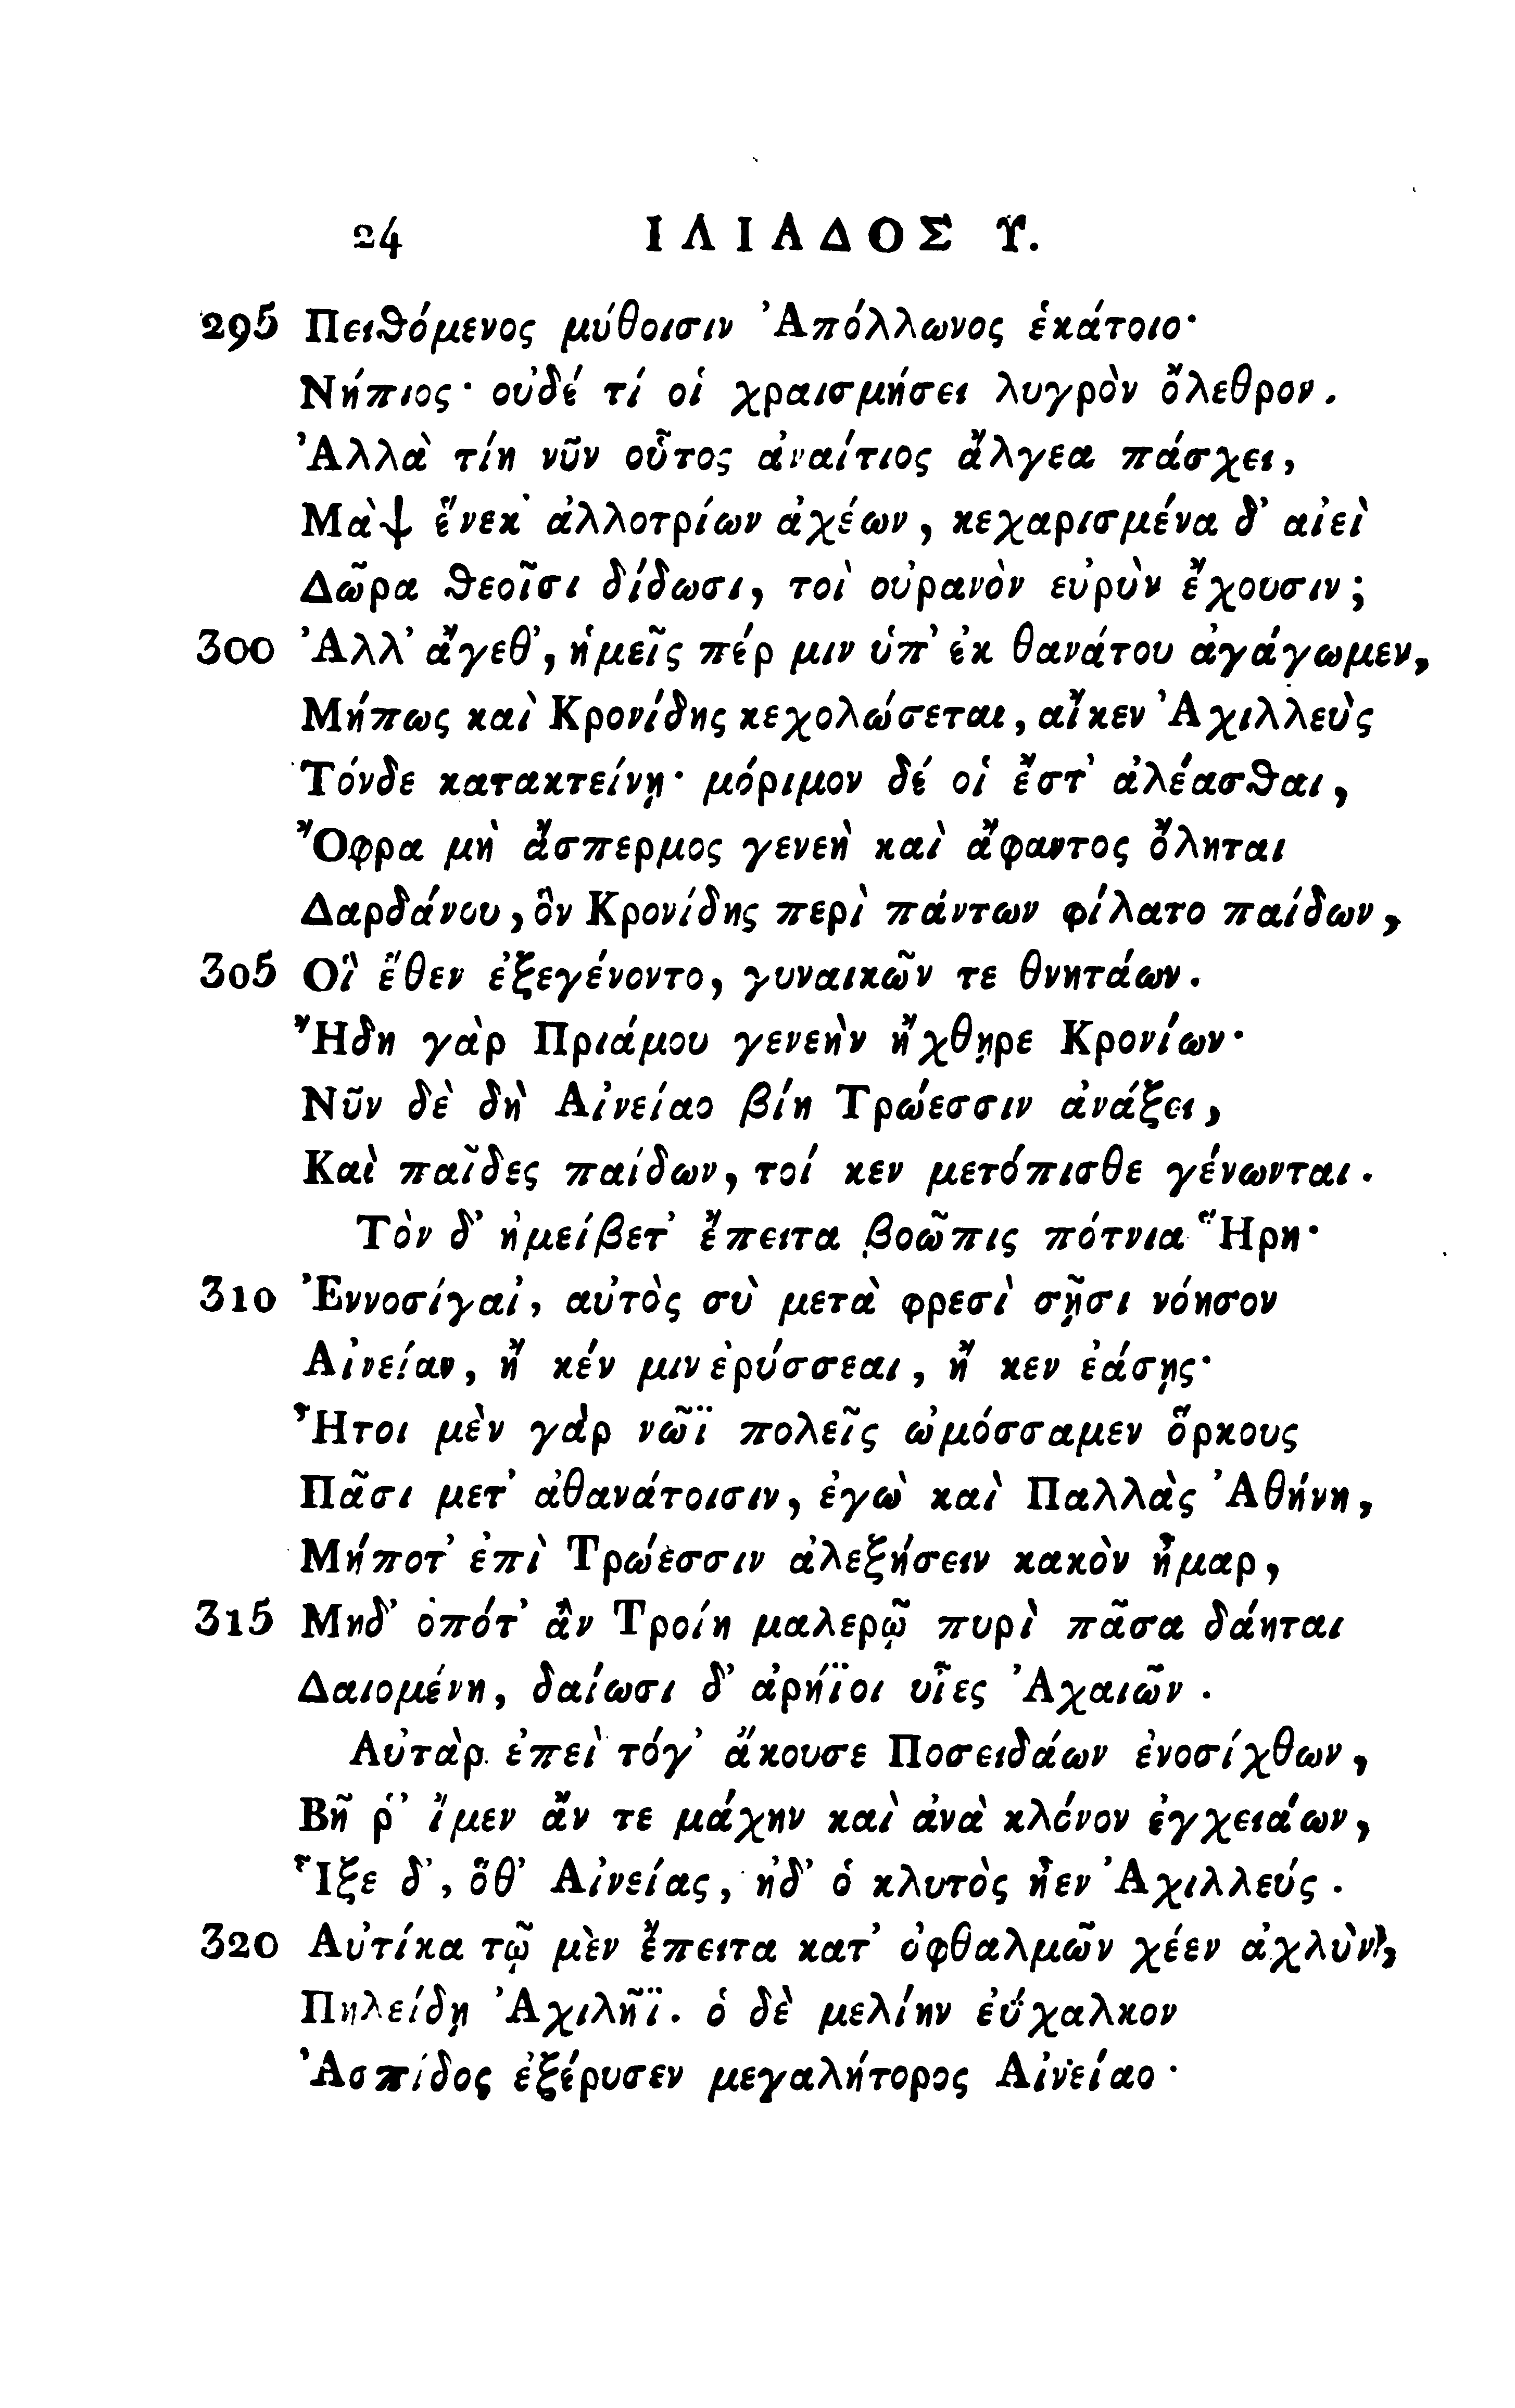 24 ΙΛΙΑΔΟΣ Υ.
295 Πειϑόμενος μύθοισιν Ἀπόλλωνος ἑκάτοιο·
Νήπιος· οὐδέ τί οἱ χραισμήσει λυγρὸν ὄλεθρον.
Ἀλλὰ τίη νῦν οὗτος ἀναίτιος ἄλγεα πάσχει,
Μὰψ ἕνεκ' ἀλλοτρίων ἀχέων, κεχαρισμένα δ' αἰεὶ
Δῶρα ϑεοῖσι δίδωσι, τοὶ οὐρανὸν εὐρὺν ἔχουσιν;
300 Ἀλλ' ἄγεθ', ἡμεῖς πέρ μιν ὑπ' ἐκ θανάτου ἀγάγωμεν,
Μήπως καὶ Κρονίδης κεχολώσεται, αἴκεν Ἀχιλλεὺς
Τόνδε κατακτείνῃ· μόριμον δέ οἱ ἔστ' ἀλέασϑαι,
Ὄφρα μὴ ἄσπερμος γενεὴ καὶ ἄφαντος ὄληται
Δαρδάνου, ὃν Κρονίδης περὶ πάντων φίλατο παίδων,
305 Οἳ ἕθεν ἐξεγένοντο, γυναικῶν τε θνητάων.
Ἤδη γὰρ Πριάμου γενεὴν ἤχθῃρε Κρονίων·
Νῦν δὲ δὴ Αἰνείαο βίη Τρώεσσιν ἀνάξει,
Καὶ παῖδες παίδων, τοί κεν μετόπισθε γένωνται.
Τὸν δ' ἠμείβετ' ἔπειτα βοῶπις πότνια Ἥρη·
310 Ἐννοσίγαι', αὐτὸς σὺ μετὰ φρεσὶ σῇσι νόησον
Αἰνείαν, ἤ κέν μιν ἐρύσσεαι, ἤ κεν ἐάσῃς·
Ἦτοι μὲν γὰρ νῶϊ πολεῖς ὠμόσσαμεν ὅρκους
Πᾶσι μετ' ἀθανάτοισιν, ἐγὼ καὶ Παλλὰς Ἀθήνη,
Μήποτ' ἐπὶ Τρώεσσιν ἀλεξήσειν κακὸν ἦμαρ,
315 Μηδ' ὁπότ' ἂν Τροίη μαλερῷ πυρὶ πᾶσα δάηται
Δαιομένη, δαίωσι δ' ἀρήϊοι υἷες Ἀχαιῶν.
Αὐτὰρ ἐπεὶ τόγ' ἄκουσε Ποσειδάων ἐνοσίχθων,
Βῆ ῥ' ἴμεν ἄν τε μάχην καὶ ἀνὰ κλόνον ἐγχειάων,
Ἷξε δ', ὅθ' Αἰνείας, ἠδ' ὁ κλυτὸς ἦεν Ἀχιλλεύς.
320 Αὐτίκα τῷ μὲν ἔπειτα κατ' ὀφθαλμῶν χέεν ἀχλὺν,
Πηλείδῃ Ἀχιλῆϊ. ὁ δὲ μελίην ἐΰχαλκον
Ἀσπίδος ἐξέρυσεν μεγαλήτορος Αἰνείαο·